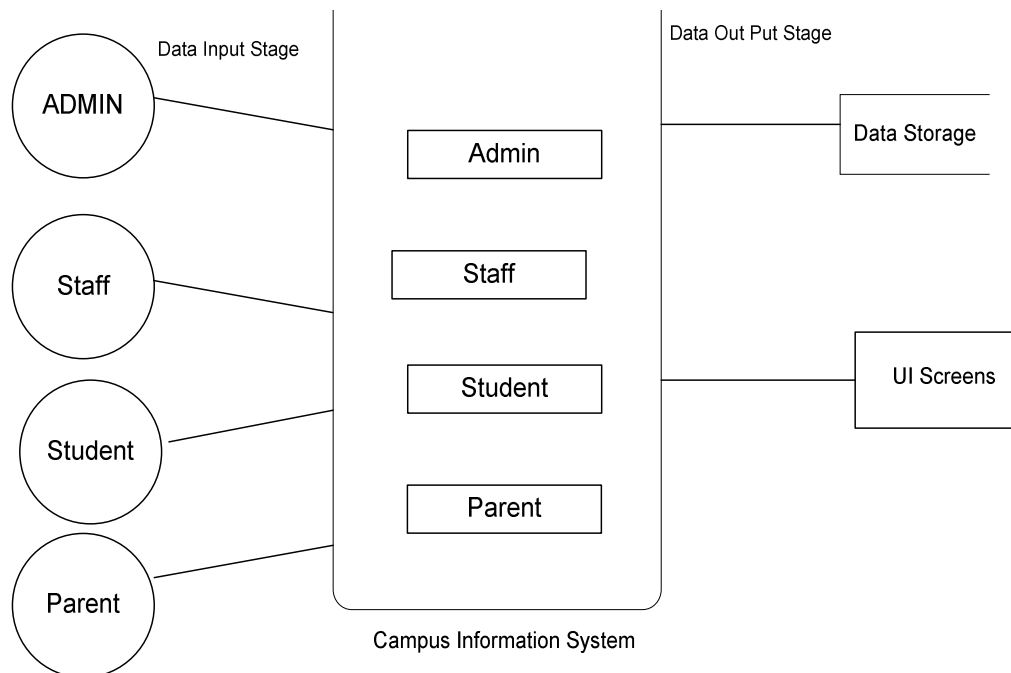 Data Input Stage
Data Out Put Stage
ADMIN
Admin
Data Storage
Staff
Staff
Student
UI Screens
Student
Parent
Parent
Campus Information System